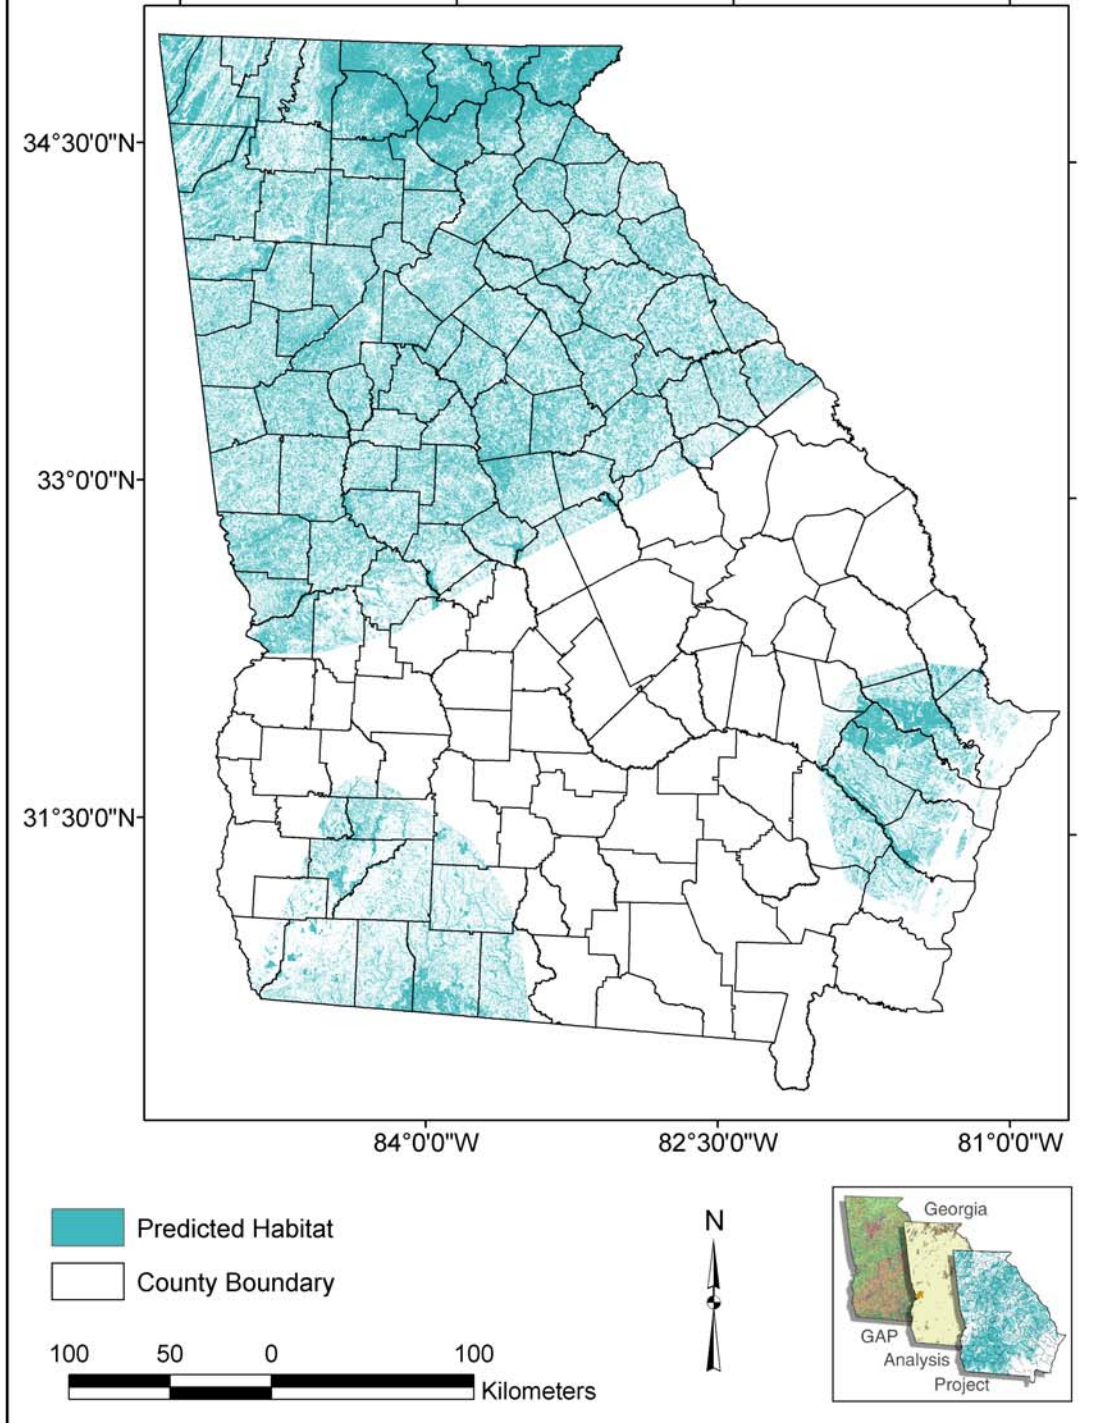 34°30'0"N
33°0'0"N
31°30'0"N
84°0'0"W 82°30'0"W 81°0'0"W
Predicted Habitat
County Boundary
100 50 0 100
Kilometers
N
Georgia
GAP
Analysis
Project